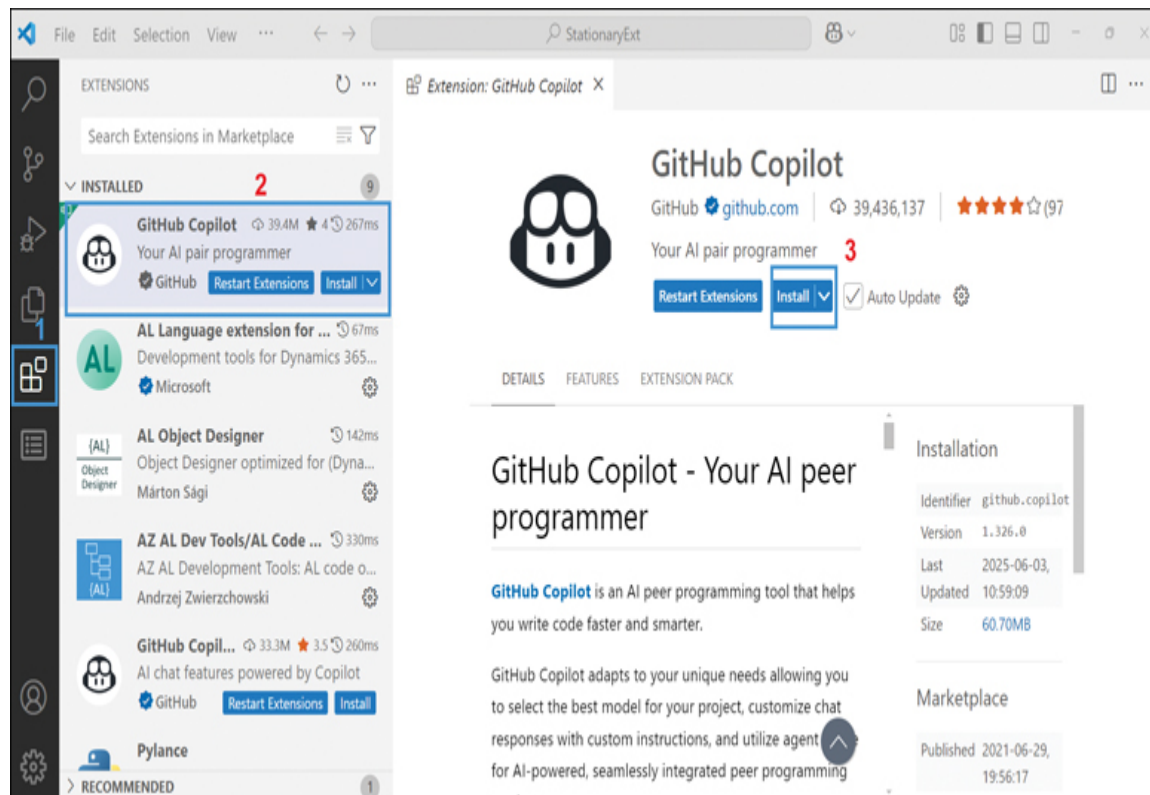 File Edit Selection View ··· StationaryExt
EXTENSIONS
Search Extensions in Marketplace
INSTALLED 2 9
GitHub Copilot 39.4M ★ 4 267ms
Your AI pair programmer
GitHub Restart Extensions Install
1
AL Language extension for ... 67ms
AL
Development tools for Dynamics 365...
Microsoft
AL Object Designer 142ms
{AL}
Object
Designer
Object Designer optimized for (Dyna...
Márton Sági
AZ AL Dev Tools/AL Code ... 330ms
{AL}
AZ AL Development Tools: AL code o...
Andrzej Zwierzchowski
GitHub Copil... 33.3M ★ 3.5 260ms
AI chat features powered by Copilot
GitHub Restart Extensions Install
Pylance
RECOMMENDED 1
Extension: GitHub Copilot
GitHub Copilot
GitHub github.com 39,436,137 ★★★★☆ (97
Your AI pair programmer 3
Restart Extensions Install Auto Update
DETAILS FEATURES EXTENSION PACK
GitHub Copilot - Your AI peer
programmer
GitHub Copilot is an AI peer programming tool that helps
you write code faster and smarter.
GitHub Copilot adapts to your unique needs allowing you
to select the best model for your project, customize chat
responses with custom instructions, and utilize agent
for AI-powered, seamlessly integrated peer programming
Installation
Identifier github.copilot
Version 1.326.0
Last 2025-06-03,
Updated 10:59:09
Size 60.70MB
Marketplace
Published 2021-06-29,
19:56:17